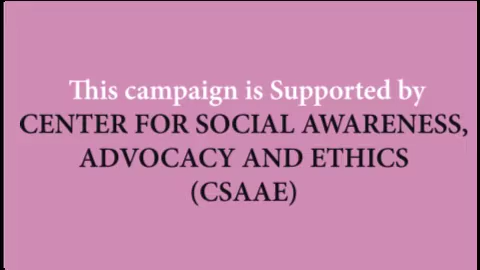 This campaign is Supported by
CENTER FOR SOCIAL AWARENESS,
ADVOCACY AND ETHICS
(CSAAE)